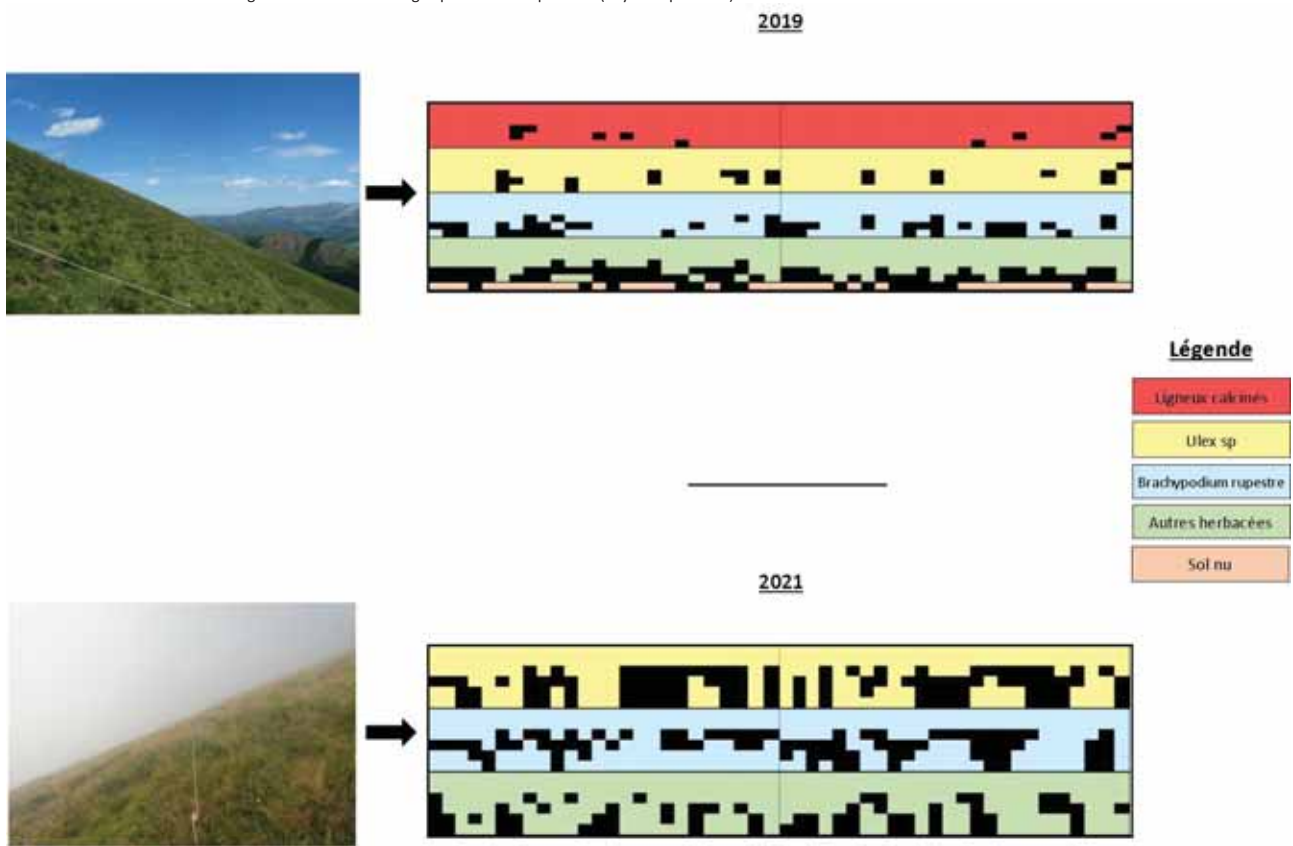 2019
Légende
Ligneux calcinés
Ulex sp
Brachypodium rupestre
Autres herbacées
Sol nu
2021